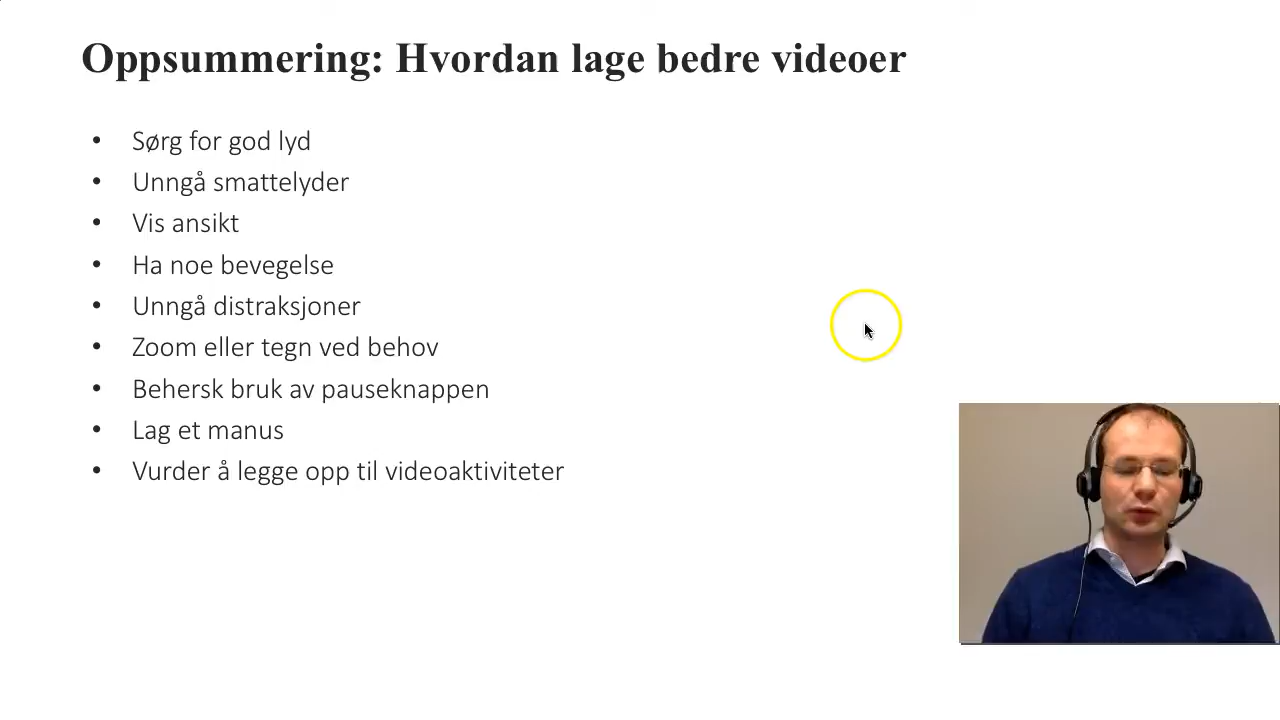 Oppsummering: Hvordan lage bedre videoer
• Sørg for god lyd
• Unngå smattelyder
• Vis ansikt
• Ha noe bevegelse
• Unngå distraksjoner
• Zoom eller tegn ved behov
• Behersk bruk av pauseknappen
• Lag et manus
• Vurder å legge opp til videoaktiviteter